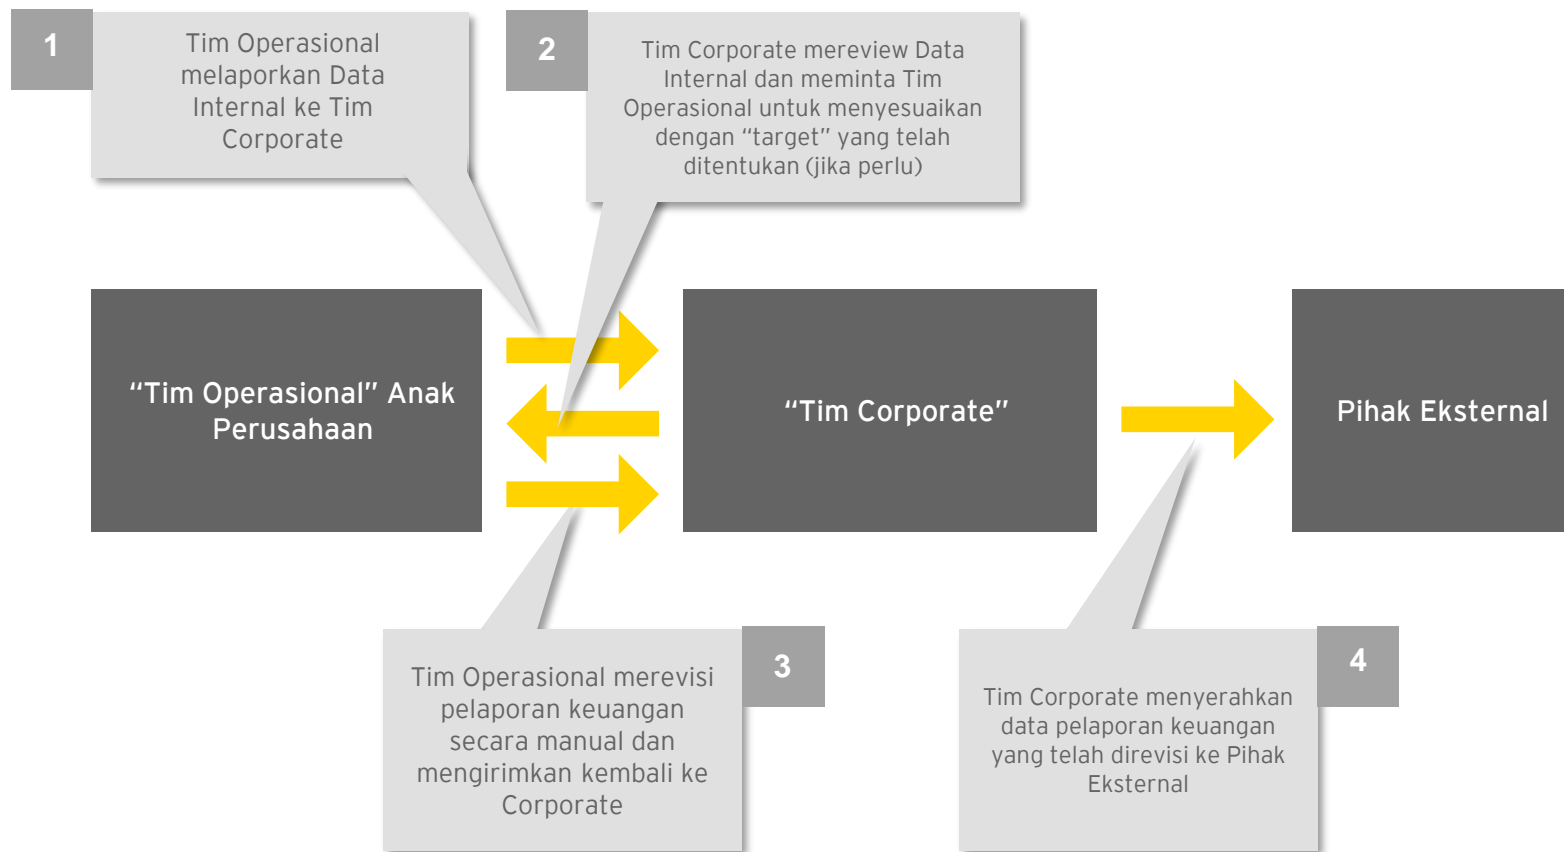 1
Tim Operasional
melaporkan Data
Internal ke Tim
Corporate
2
Tim Corporate mereview Data
Internal dan meminta Tim
Operasional untuk menyesuaikan
dengan “target” yang telah
ditentukan (jika perlu)
“Tim Operasional” Anak
Perusahaan
“Tim Corporate”
Pihak Eksternal
Tim Operasional merevisi
pelaporan keuangan
secara manual dan
mengirimkan kembali ke
Corporate
3
Tim Corporate menyerahkan
data pelaporan keuangan
yang telah direvisi ke Pihak
Eksternal
4